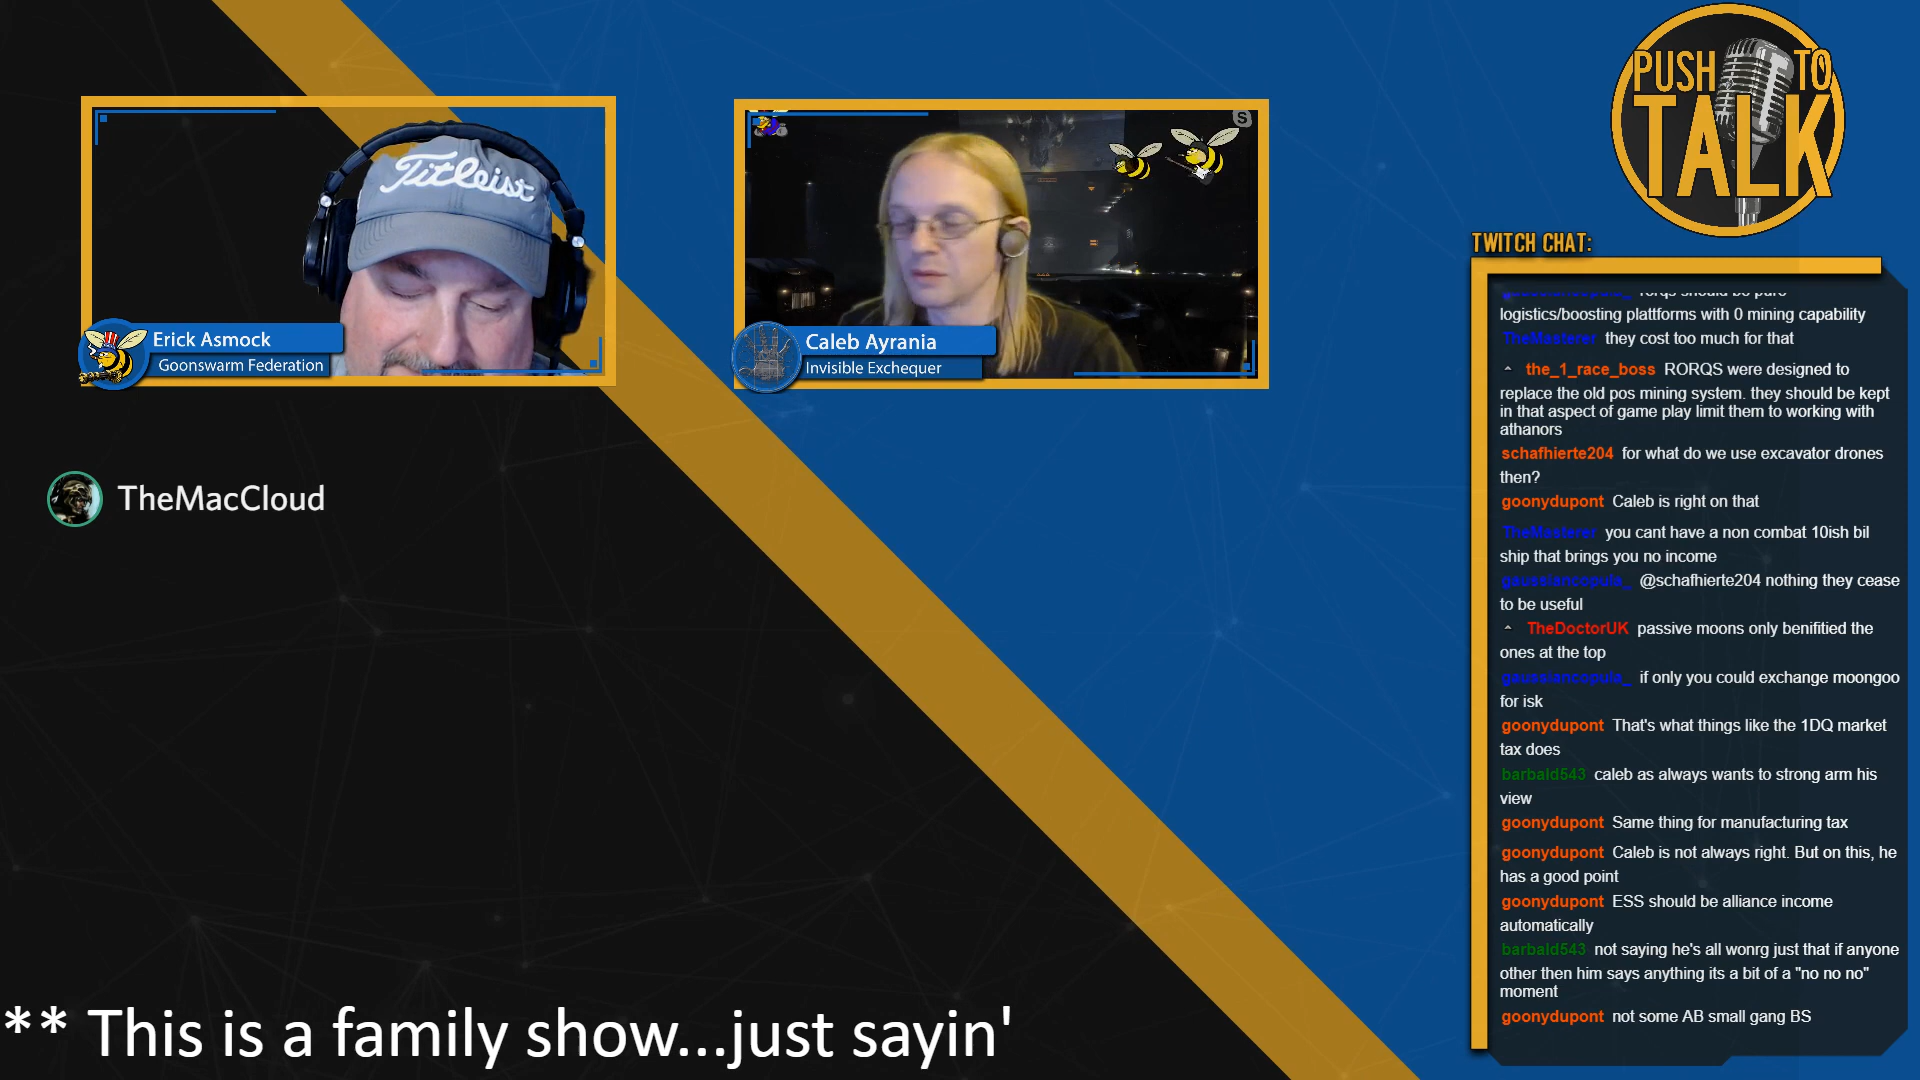 PUSH TO
TALK
Titleist
S
Erick Asmock
Goonswarm Federation
Caleb Ayrania
Invisible Exchequer
TheMacCloud
** This is a family show...just sayin'
TWITCH CHAT:
gaussiancopula_ rorqs should be pure
logistics/boosting plattforms with 0 mining capability
TheMasterer they cost too much for that
the_1_race_boss RORQS were designed to
replace the old pos mining system. they should be kept
in that aspect of game play limit them to working with
athanors
schafhierte204 for what do we use excavator drones
then?
goonydupont Caleb is right on that
TheMasterer you cant have a non combat 10ish bil
ship that brings you no income
gaussiancopula_ @schafhierte204 nothing they cease
to be useful
TheDoctorUK passive moons only benifitied the
ones at the top
gaussiancopula_ if only you could exchange moongoo
for isk
goonydupont That's what things like the 1DQ market
tax does
barbald543 caleb as always wants to strong arm his
view
goonydupont Same thing for manufacturing tax
goonydupont Caleb is not always right. But on this, he
has a good point
goonydupont ESS should be alliance income
automatically
barbald543 not saying he's all wonrg just that if anyone
other then him says anything its a bit of a "no no no"
moment
goonydupont not some AB small gang BS